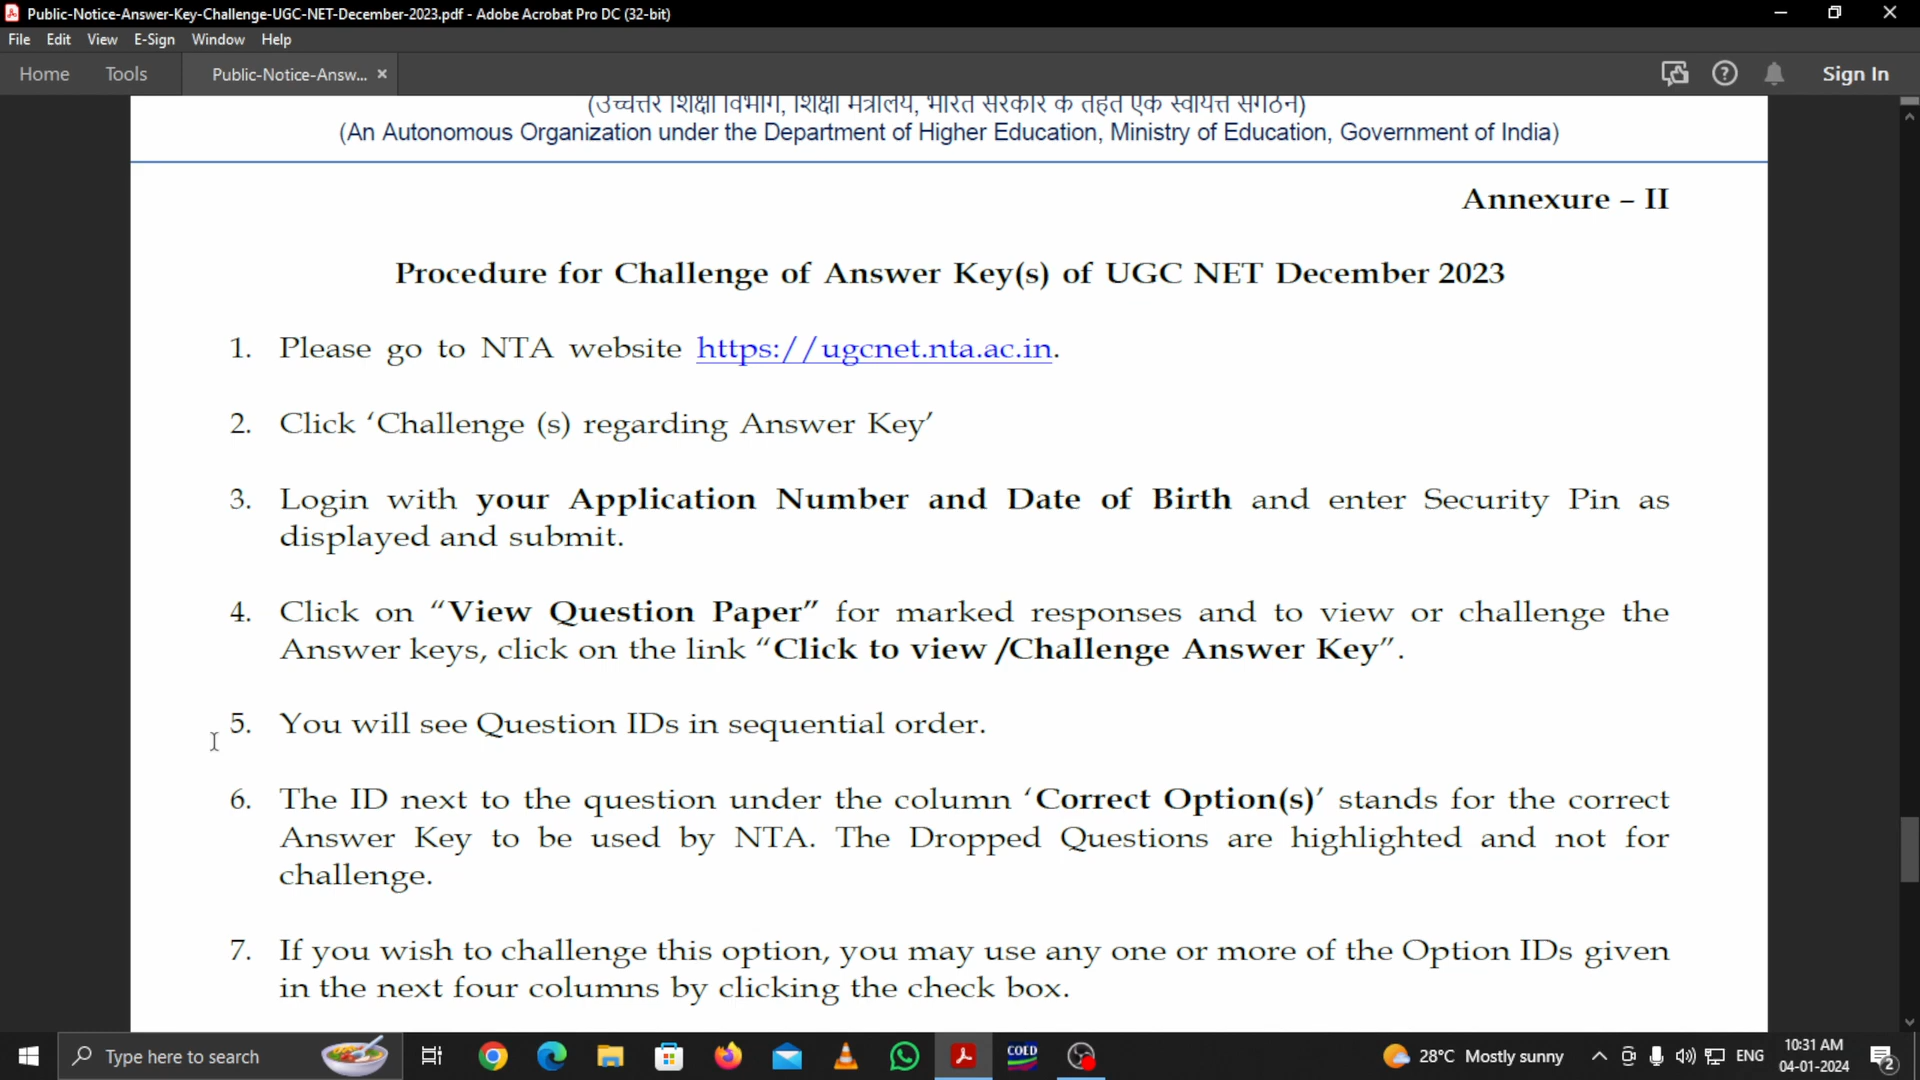 Public-Notice-Answer-Key-Challenge-UGC-NET-December-2023.pdf - Adobe Acrobat Pro DC (32-bit)
File Edit View E-Sign Window Help
Home Tools Public-Notice-Answ... × Sign In
(उच्चत्तर शिक्षा विभाग, शिक्षा मंत्रालय, भारत सरकार के तहत एक स्वायत्त संगठन)
(An Autonomous Organization under the Department of Higher Education, Ministry of Education, Government of India)
Annexure – II
Procedure for Challenge of Answer Key(s) of UGC NET December 2023
1. Please go to NTA website https://ugcnet.nta.ac.in.
2. Click ‘Challenge (s) regarding Answer Key’
3. Login with your Application Number and Date of Birth and enter Security Pin as
displayed and submit.
4. Click on “View Question Paper” for marked responses and to view or challenge the
Answer keys, click on the link “Click to view /Challenge Answer Key”.
5. You will see Question IDs in sequential order.
6. The ID next to the question under the column ‘Correct Option(s)’ stands for the correct
Answer Key to be used by NTA. The Dropped Questions are highlighted and not for
challenge.
7. If you wish to challenge this option, you may use any one or more of the Option IDs given
in the next four columns by clicking the check box.
Type here to search
COED
28°C Mostly sunny
ENG
10:31 AM
04-01-2024
2